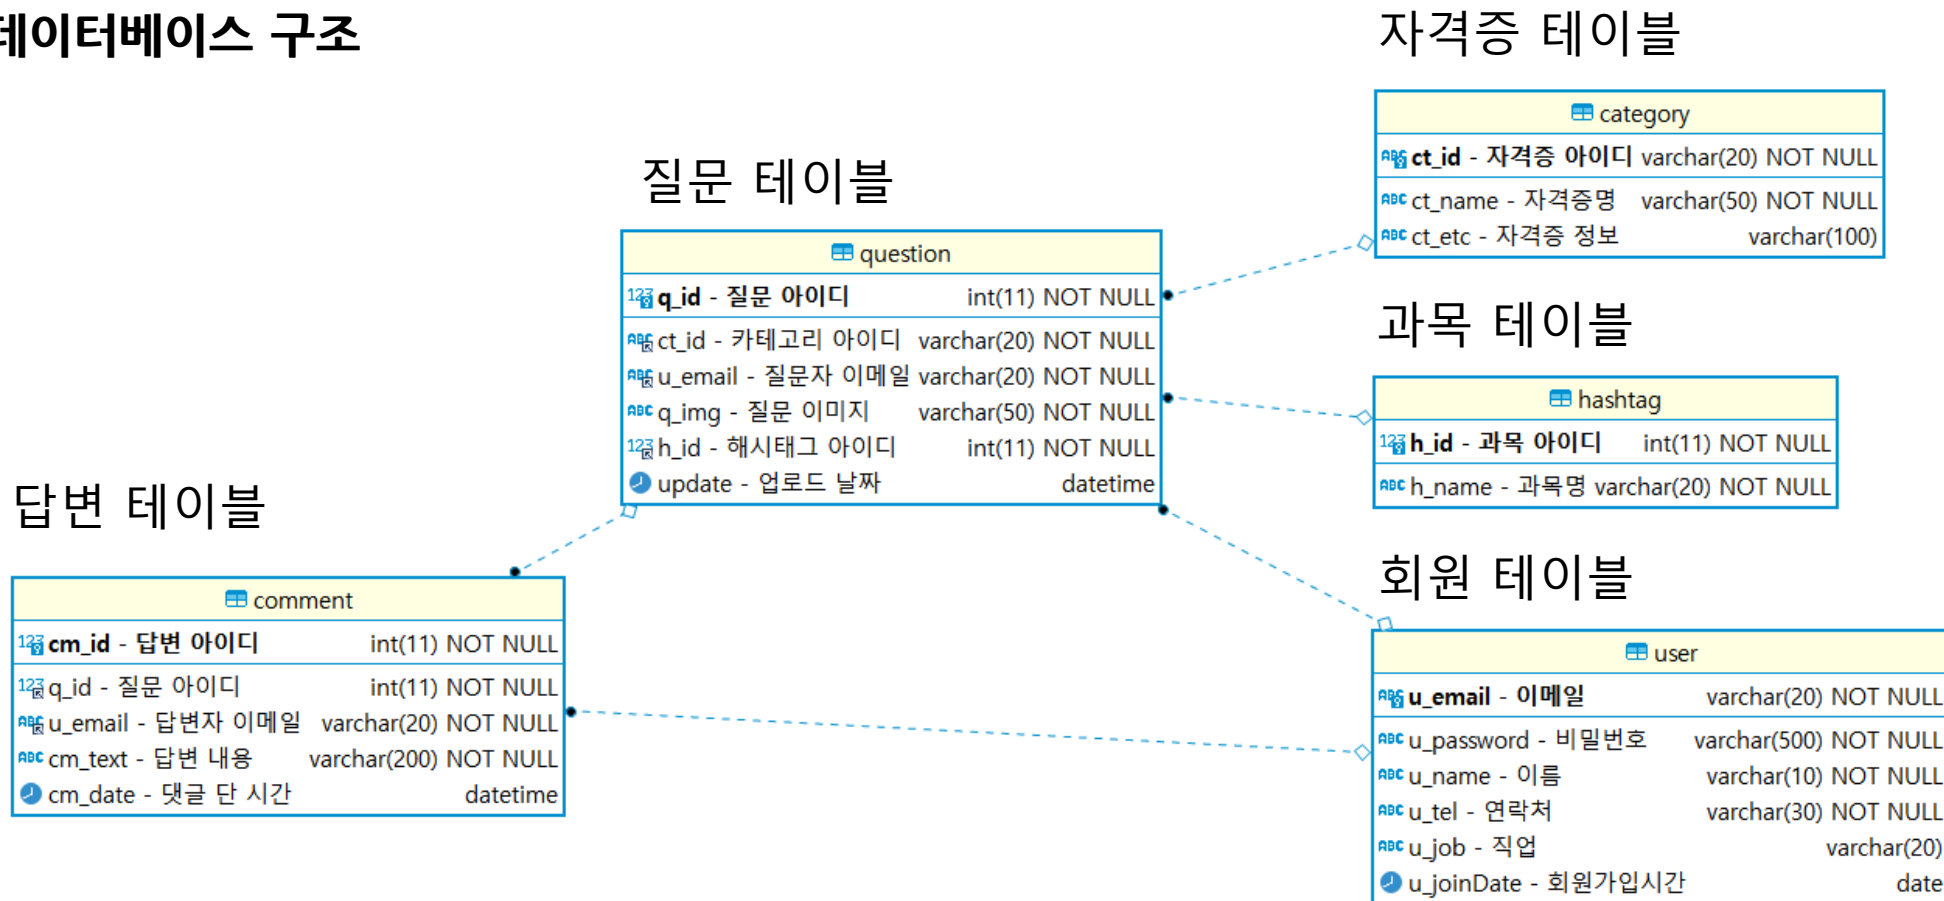 데이터베이스 구조
자격증 테이블
category
ct_id - 자격증 아이디 varchar(20) NOT NULL
ct_name - 자격증명 varchar(50) NOT NULL
ct_etc - 자격증 정보 varchar(100)
질문 테이블
question
q_id - 질문 아이디 int(11) NOT NULL
ct_id - 카테고리 아이디 varchar(20) NOT NULL
u_email - 질문자 이메일 varchar(20) NOT NULL
q_img - 질문 이미지 varchar(50) NOT NULL
h_id - 해시태그 아이디 int(11) NOT NULL
update - 업로드 날짜 datetime
과목 테이블
hashtag
h_id - 과목 아이디 int(11) NOT NULL
h_name - 과목명 varchar(20) NOT NULL
답변 테이블
comment
cm_id - 답변 아이디 int(11) NOT NULL
q_id - 질문 아이디 int(11) NOT NULL
u_email - 답변자 이메일 varchar(20) NOT NULL
cm_text - 답변 내용 varchar(200) NOT NULL
cm_date - 댓글 단 시간 datetime
회원 테이블
user
u_email - 이메일 varchar(20) NOT NULL
u_password - 비밀번호 varchar(500) NOT NULL
u_name - 이름 varchar(10) NOT NULL
u_tel - 연락처 varchar(30) NOT NULL
u_job - 직업 varchar(20)
u_joinDate - 회원가입시간 date